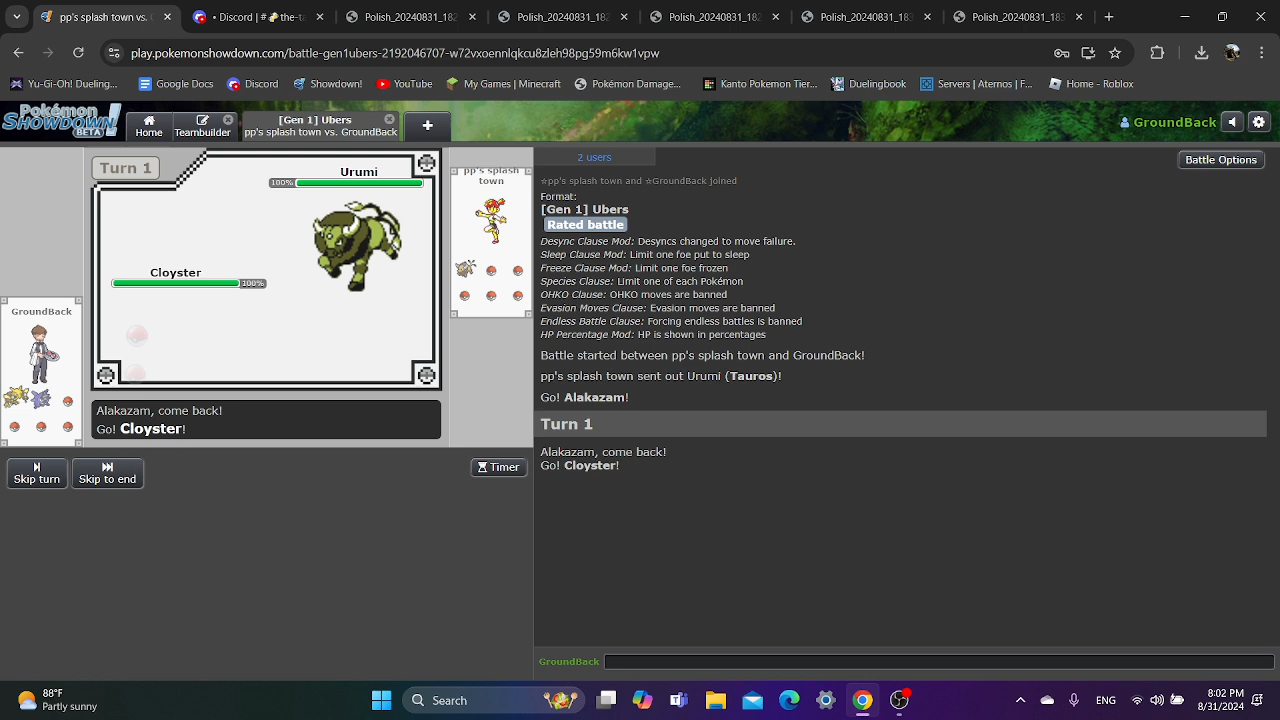 pp's splash town vs.
• Discord | # the-ta
Polish_20240831_182
Polish_20240831_182
Polish_20240831_182
Polish_20240831_183
Polish_20240831_183
play.pokemonshowdown.com/battle-gen1ubers-2192046707-w72vxoennlqkcu8zleh98pg59m6kw1vpw
Yu-Gi-Oh! Dueling...
Google Docs
Discord
Showdown!
YouTube
My Games | Minecraft
Pokémon Damage...
Kanto Pokémon Tier...
Duelingbook
Servers | Aternos | F...
Home - Roblox
Pokémon
Showdown!
BETA
Home
Teambuilder
[Gen 1] Ubers
pp's splash town vs. GroundBack
GroundBack
Turn 1
Urumi
100%
Cloyster
100%
GroundBack
pp's splash
town
Alakazam, come back!
Go! Cloyster!
Skip turn
Skip to end
Timer
2 users
Battle Options
☆pp's splash town and ☆GroundBack joined
Format:
[Gen 1] Ubers
Rated battle
Desync Clause Mod: Desyncs changed to move failure.
Sleep Clause Mod: Limit one foe put to sleep
Freeze Clause Mod: Limit one foe frozen
Species Clause: Limit one of each Pokémon
OHKO Clause: OHKO moves are banned
Evasion Moves Clause: Evasion moves are banned
Endless Battle Clause: Forcing endless battles is banned
HP Percentage Mod: HP is shown in percentages
Battle started between pp's splash town and GroundBack!
pp's splash town sent out Urumi (Tauros)!
Go! Alakazam!
Turn 1
Alakazam, come back!
Go! Cloyster!
GroundBack
88°F
Partly sunny
Search
ENG
8:02 PM
8/31/2024